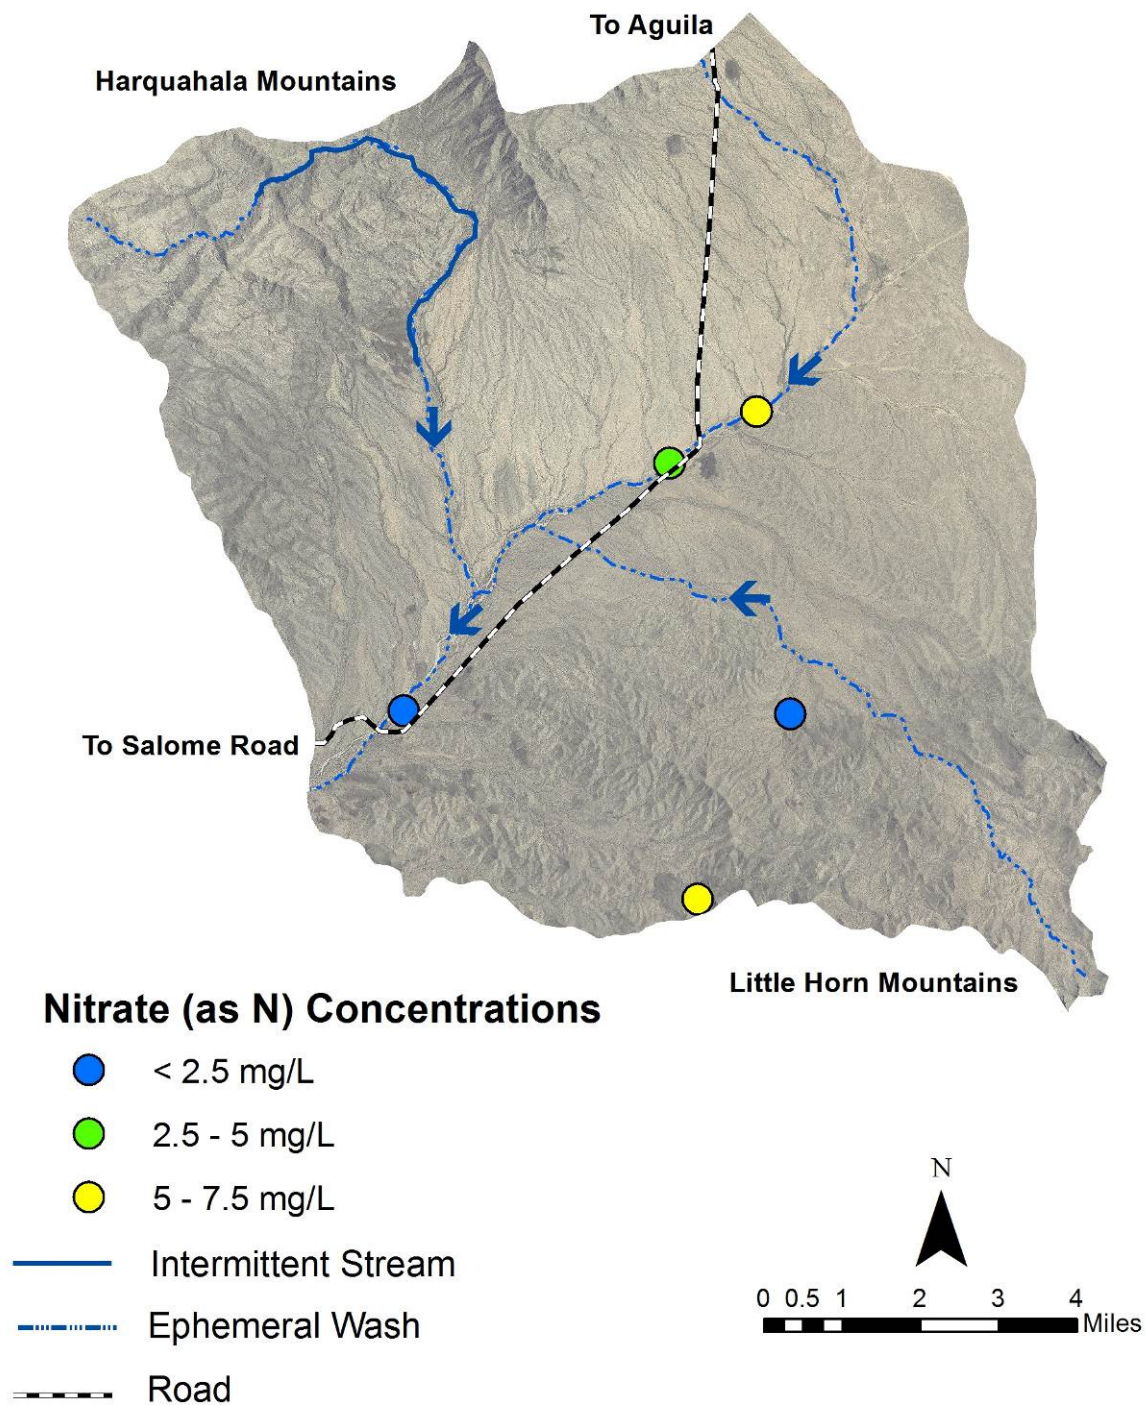 To Aguila
Harquahala Mountains
To Salome Road
Little Horn Mountains
Nitrate (as N) Concentrations
< 2.5 mg/L
2.5 - 5 mg/L
5 - 7.5 mg/L
Intermittent Stream
Ephemeral Wash
Road
N
0 0.5 1 2 3 4
Miles